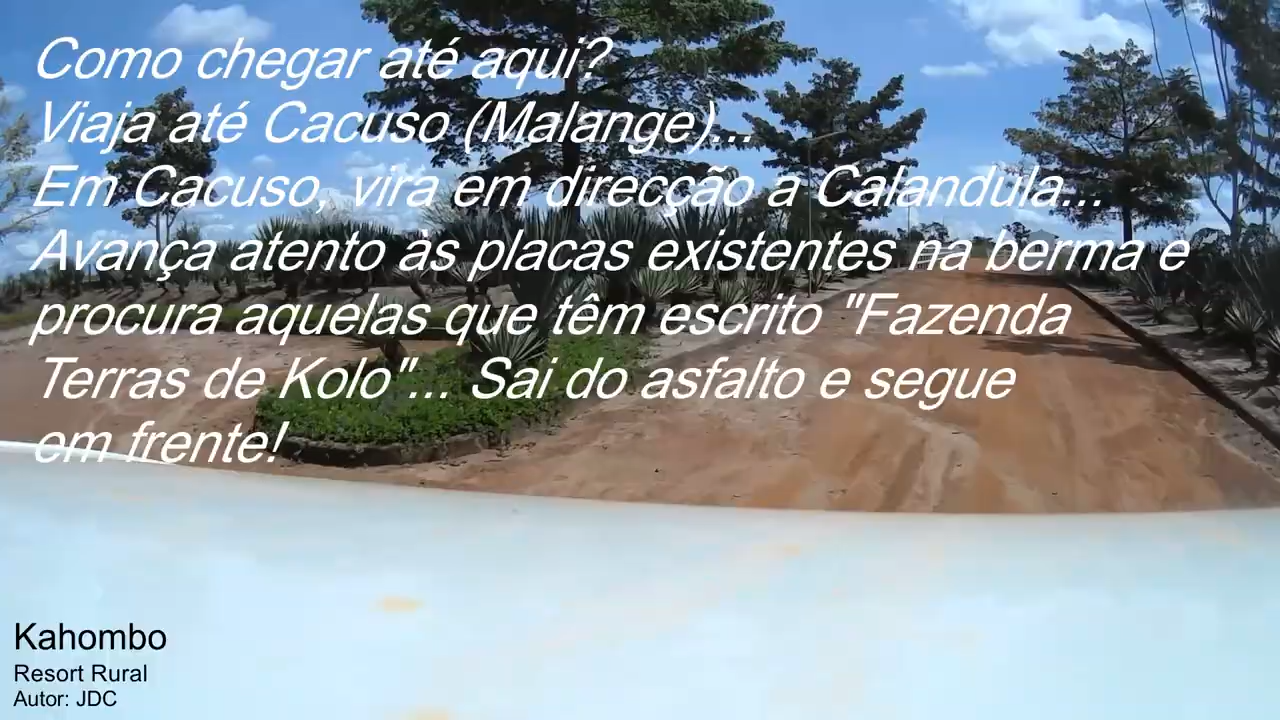 Como chegar até aqui?
Viaja até Cacuso (Malange)...
Em Cacuso, vira em direcção a Calandula...
Avança atento às placas existentes na berma e
procura aquelas que têm escrito "Fazenda
Terras de Kolo"... Sai do asfalto e segue
em frente!
Kahombo
Resort Rural
Autor: JDC